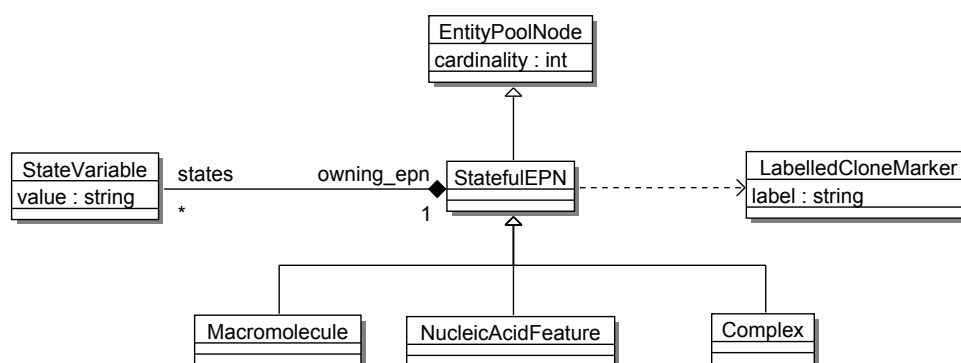 EntityPoolNode
cardinality : int
StateVariable
value : string
states
*
owning_epn
1
StatefulEPN
LabelledCloneMarker
label : string
Macromolecule
NucleicAcidFeature
Complex